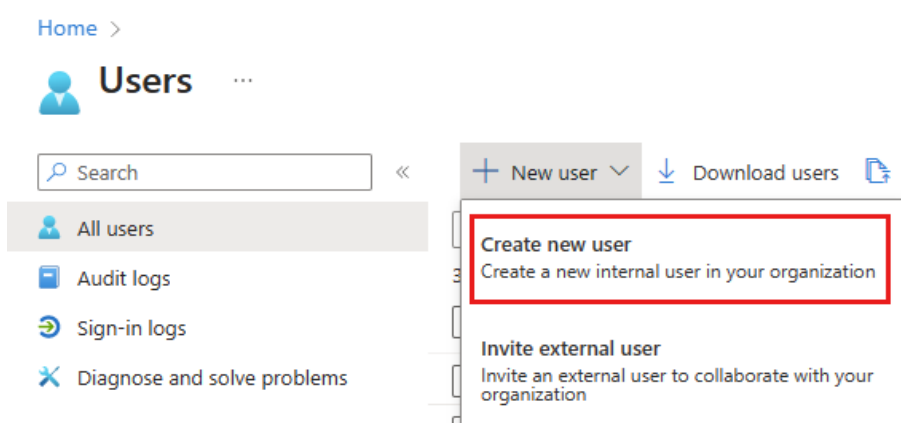 Home >
Users ...
Search
«
+ New user
Download users
All users
Audit logs
Sign-in logs
Diagnose and solve problems
Create new user
Create a new internal user in your organization
3
Invite external user
Invite an external user to collaborate with your
organization